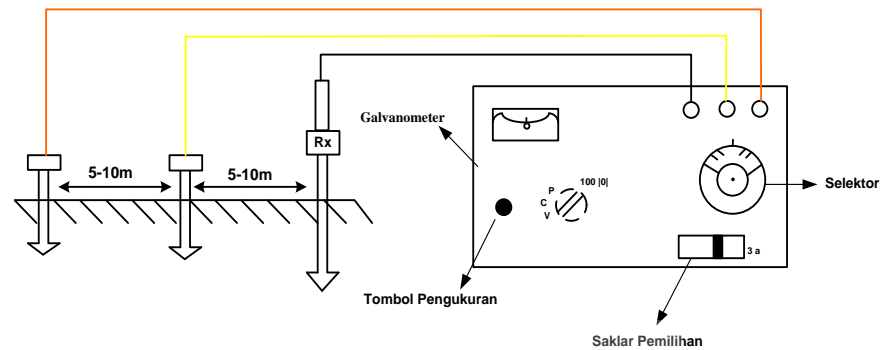 Galvanometer
Rx
5-10m
5-10m
P
C
V
100 |0|
Selektor
3 a
Tombol Pengukuran
Saklar Pemilihan